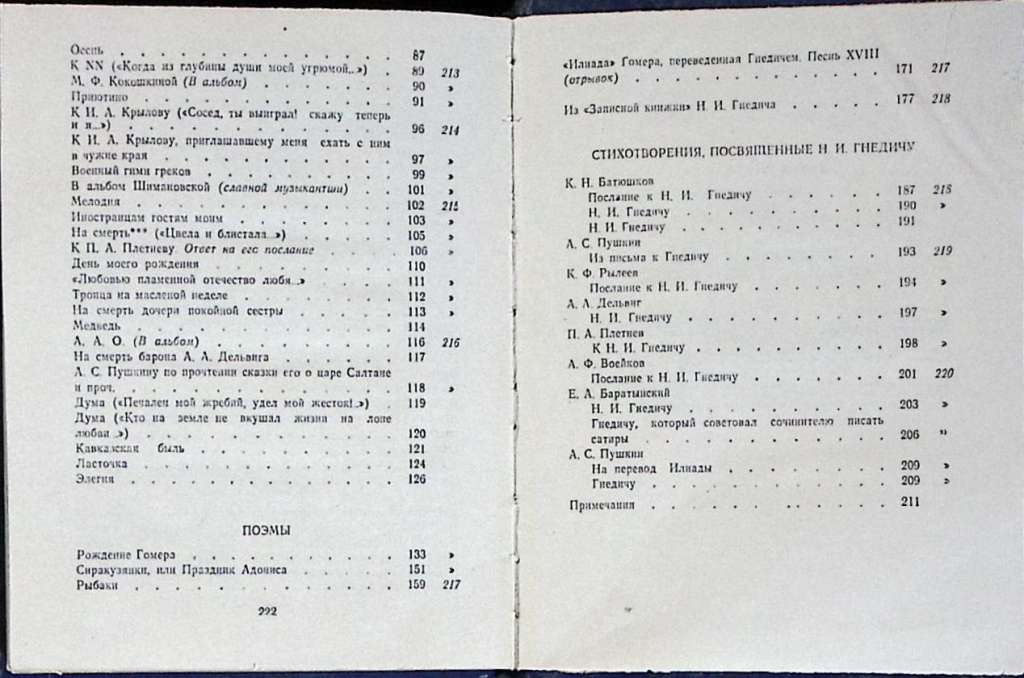 Осень . . . . . . . . . . 87
К NN («Когда из глубины души моей угрюмой...») . 89 213
М. Ф. Кокошкиной (В альбом) . . . . . . 90 »
Приютино . . . . . . . . . . 91 »
К И. А. Крылову («Сосед, ты выиграл! скажу теперь
и я...») . . . . . . . . . . 96 214
К И. А. Крылову, приглашавшему меня ехать с ним
в чужие края . . . . . . . . . 97 »
Военный гимн греков . . . . . . . . 99 »
В альбом Шимановской (славной музыкантши) . . 101 »
Мелодия . . . . . . . . . . 102 215
Иностранцам гостям моим . . . . . . . 103 »
На смерть*** («Цвела и блистала...») . . . . 105 »
К П. А. Плетневу. Ответ на его послание . . . 106 »
День моего рождения . . . . . . . . 110
«Любовью пламенной отечество любя...» . . . . 111 »
Троица на масленой неделе . . . . . . . 112 »
На смерть дочери покойной сестры . . . . . 113 »
Медведь . . . . . . . . . . 114
А. А. О. (В альбом) . . . . . . . . 116 216
На смерть барона А. А. Дельвига . . . . . . 117
А. С. Пушкину по прочтении сказки его о царе Салтане
и проч. . . . . . . . . . . 118 »
Дума («Печален мой жребий, удел мой жесток!..») . 119
Дума («Кто на земле не вкушал жизни на лоне
любви...») . . . . . . . . . . 120
Кавказская быль . . . . . . . . . 121
Ласточка . . . . . . . . . . 124
Элегия . . . . . . . . . . 126
ПОЭМЫ
Рождение Гомера . . . . . . . . . 133 »
Сиракузянки, или Праздник Адониса . . . . . 151 »
Рыбаки . . . . . . . . . . 159 217
222
«Илиада» Гомера, переведенная Гнедичем. Песнь XVIII
(отрывок) . . . . . . . . . . 171 217
Из «Записной книжки» Н. И. Гнедича . . . . . 177 218
СТИХОТВОРЕНИЯ, ПОСВЯЩЕННЫЕ Н. И. ГНЕДИЧУ
К. Н. Батюшков
Послание к Н. И. Гнедичу . . . . . . 187 218
Н. И. Гнедичу . . . . . . . . . 190 »
Н. И. Гнедичу . . . . . . . . . 191
А. С. Пушкин
Из письма к Гнедичу . . . . . . . . 193 219
К. Ф. Рылеев
Послание к Н. И. Гнедичу . . . . . . . 194 »
А. А. Дельвиг
Н. И. Гнедичу . . . . . . . . . 197 »
П. А. Плетнев
К Н. И. Гнедичу . . . . . . . . . 198 »
А. Ф. Воейков
Послание к Н. И. Гнедичу . . . . . . . 201 220
Е. А. Баратынский
Н. И. Гнедичу . . . . . . . . . 203 »
Гнедичу, который советовал сочинителю писать
сатиры . . . . . . . . . . 206 »
А. С. Пушкин
На перевод Илиады . . . . . . . . 209 »
Гнедичу . . . . . . . . . . 209 »
Примечания . . . . . . . . . . 211